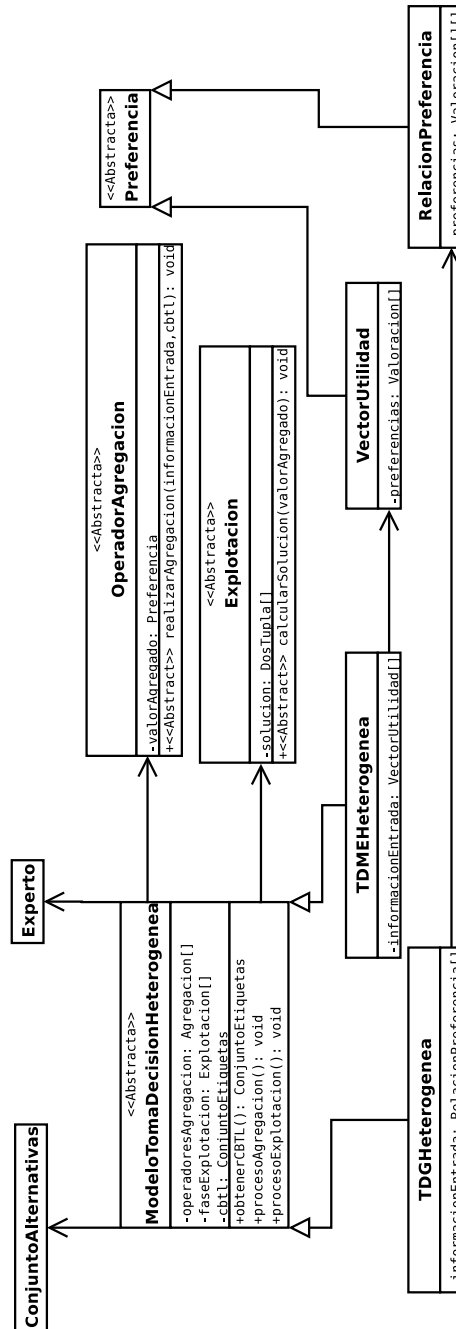 ConjuntoAlternativas
Experto
<<Abstracta>>
ModeloTomaDecisionHeterogenea
-operadoresAgregacion: Agregacion[]
-faseExplotacion: Explotacion[]
-cbtl: ConjuntoEtiquetas
+obtenerCBTL(): ConjuntoEtiquetas
+procesoAgregacion(): void
+procesoExplotacion(): void
<<Abstracta>>
OperadorAgregacion
-valorAgregado: Preferencia
+<<Abstract>> realizarAgregacion(informacionEntrada,cbtl): void
<<Abstracta>>
Explotacion
-solucion: DosTupla[]
+<<Abstract>> calcularSolucion(valorAgregado): void
<<Abstracta>>
Preferencia
TDMEHeterogenea
-informacionEntrada: VectorUtilidad[]
VectorUtilidad
-preferencias: Valoracion[]
TDGHeterogenea
informacionEntrada: RelacionPreferencia[]
RelacionPreferencia
preferencias: Valoracion[][]